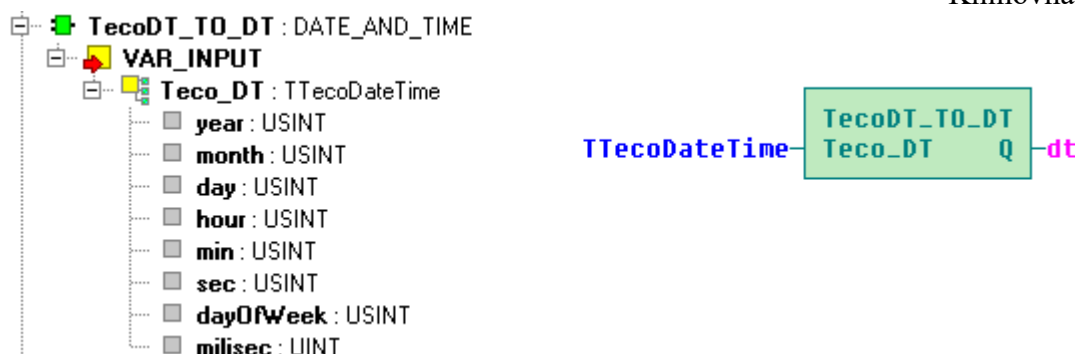 Knihovna
TecoDT_TO_DT : DATE_AND_TIME
VAR_INPUT
Teco_DT : TTecoDateTime
year : USINT
month : USINT
day : USINT
hour : USINT
min : USINT
sec : USINT
dayOfWeek : USINT
milisec : UINT
TecoDT_TO_DT
TTecoDateTime Teco_DT Q dt